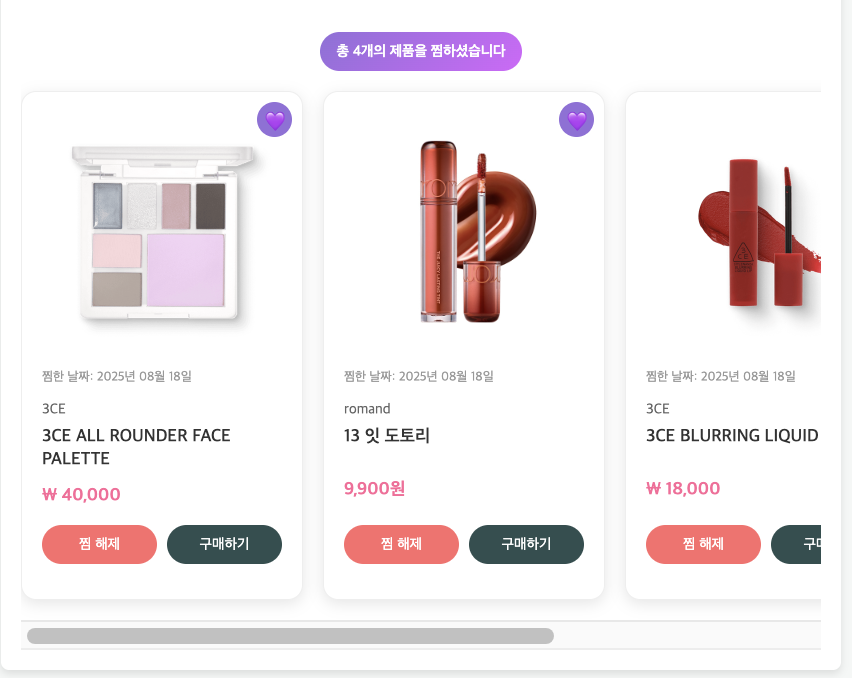 총 4개의 제품을 찜하셨습니다
찜한 날짜: 2025년 08월 18일
3CE
3CE ALL ROUNDER FACE
PALETTE
₩ 40,000
찜 해제
구매하기
THE JUICY LASTING TINT
찜한 날짜: 2025년 08월 18일
romand
13 잇 도토리
9,900원
찜 해제
구매하기
찜한 날짜: 2025년 08월 18일
3CE
3CE BLURRING LIQUID
₩ 18,000
찜 해제